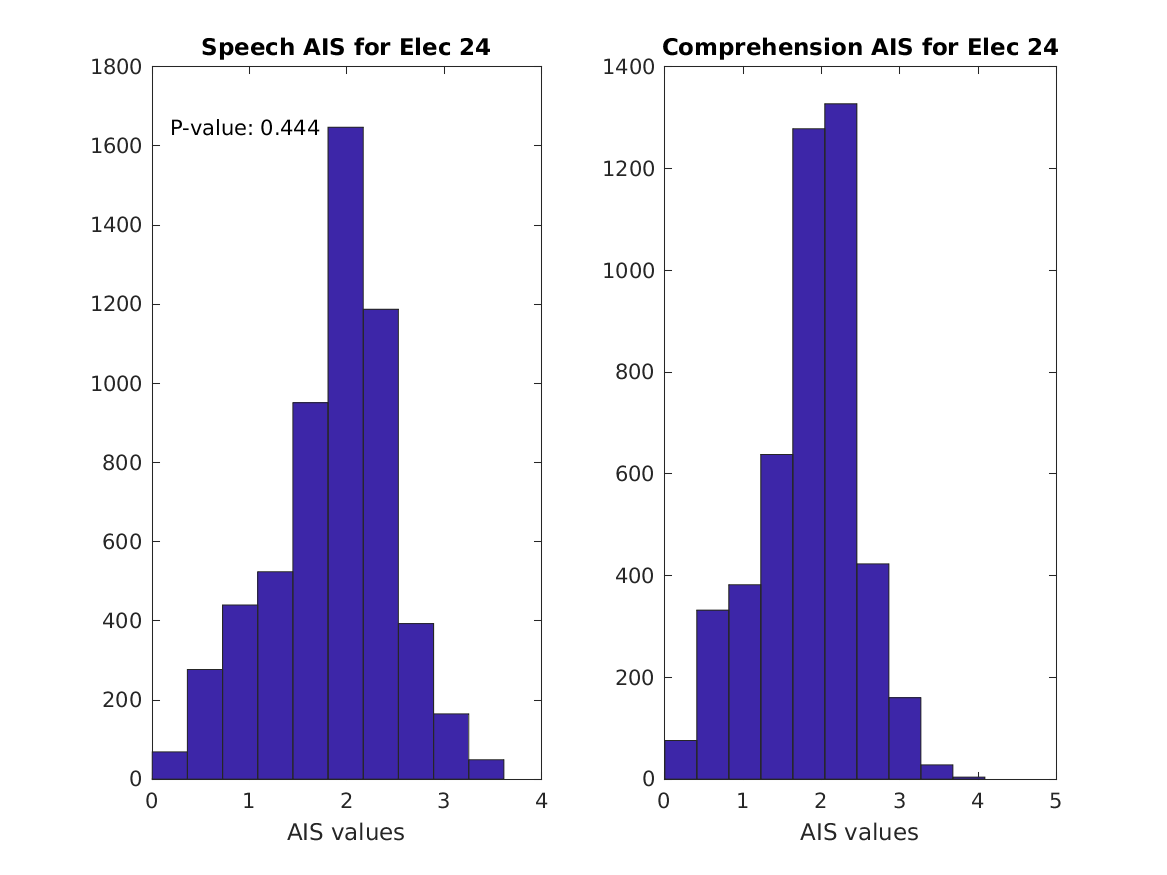 Speech AIS for Elec 24
1800
1600
1400
1200
1000
800
600
400
200
0
P-value: 0.444
0 1 2 3 4
AIS values
Comprehension AIS for Elec 24
1400
1200
1000
800
600
400
200
0
0 1 2 3 4 5
AIS values